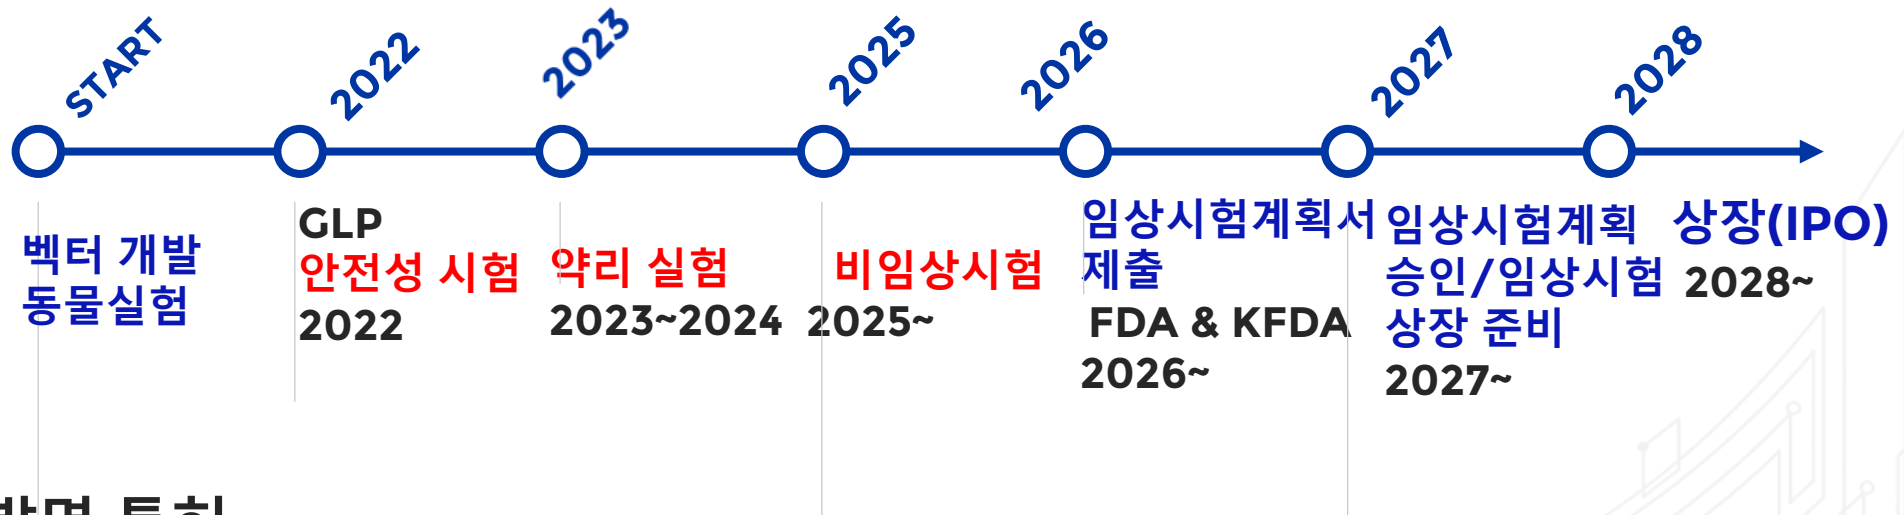 START
2022
2023
2025
2026
2027
2028
벡터 개발
동물실험
GLP
안전성 시험
2022
약리 실험
2023~2024
비임상시험
2025~
임상시험계획서
제출
FDA & KFDA
2026~
임상시험계획
승인/임상시험
상장 준비
2027~
상장(IPO)
2028~